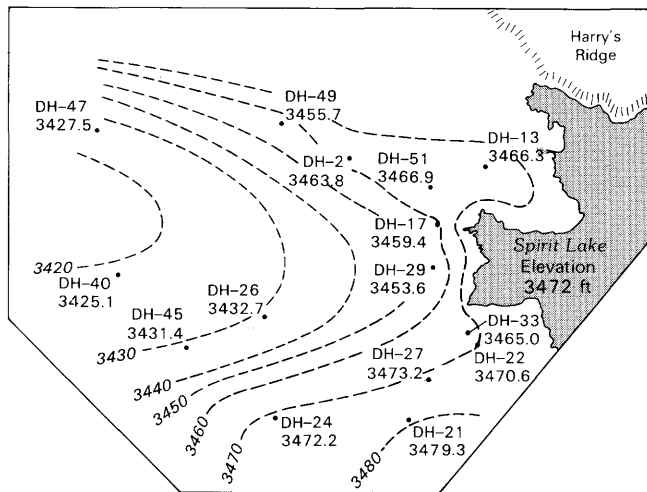 Harry's
Ridge
DH–49
3455.7
DH–47
3427.5
DH–13
3466.3
DH–2
3463.8
DH–51
3466.9
DH–17
3459.4
Spirit Lake
Elevation
3472 ft
3420
DH–40
3425.1
DH–29
3453.6
DH–26
3432.7
DH–45
3431.4
DH–33
3465.0
3430
DH–27
3473.2
DH–22
3470.6
3440
3450
3460
DH–24
3472.2
DH–21
3479.3
3470
3480